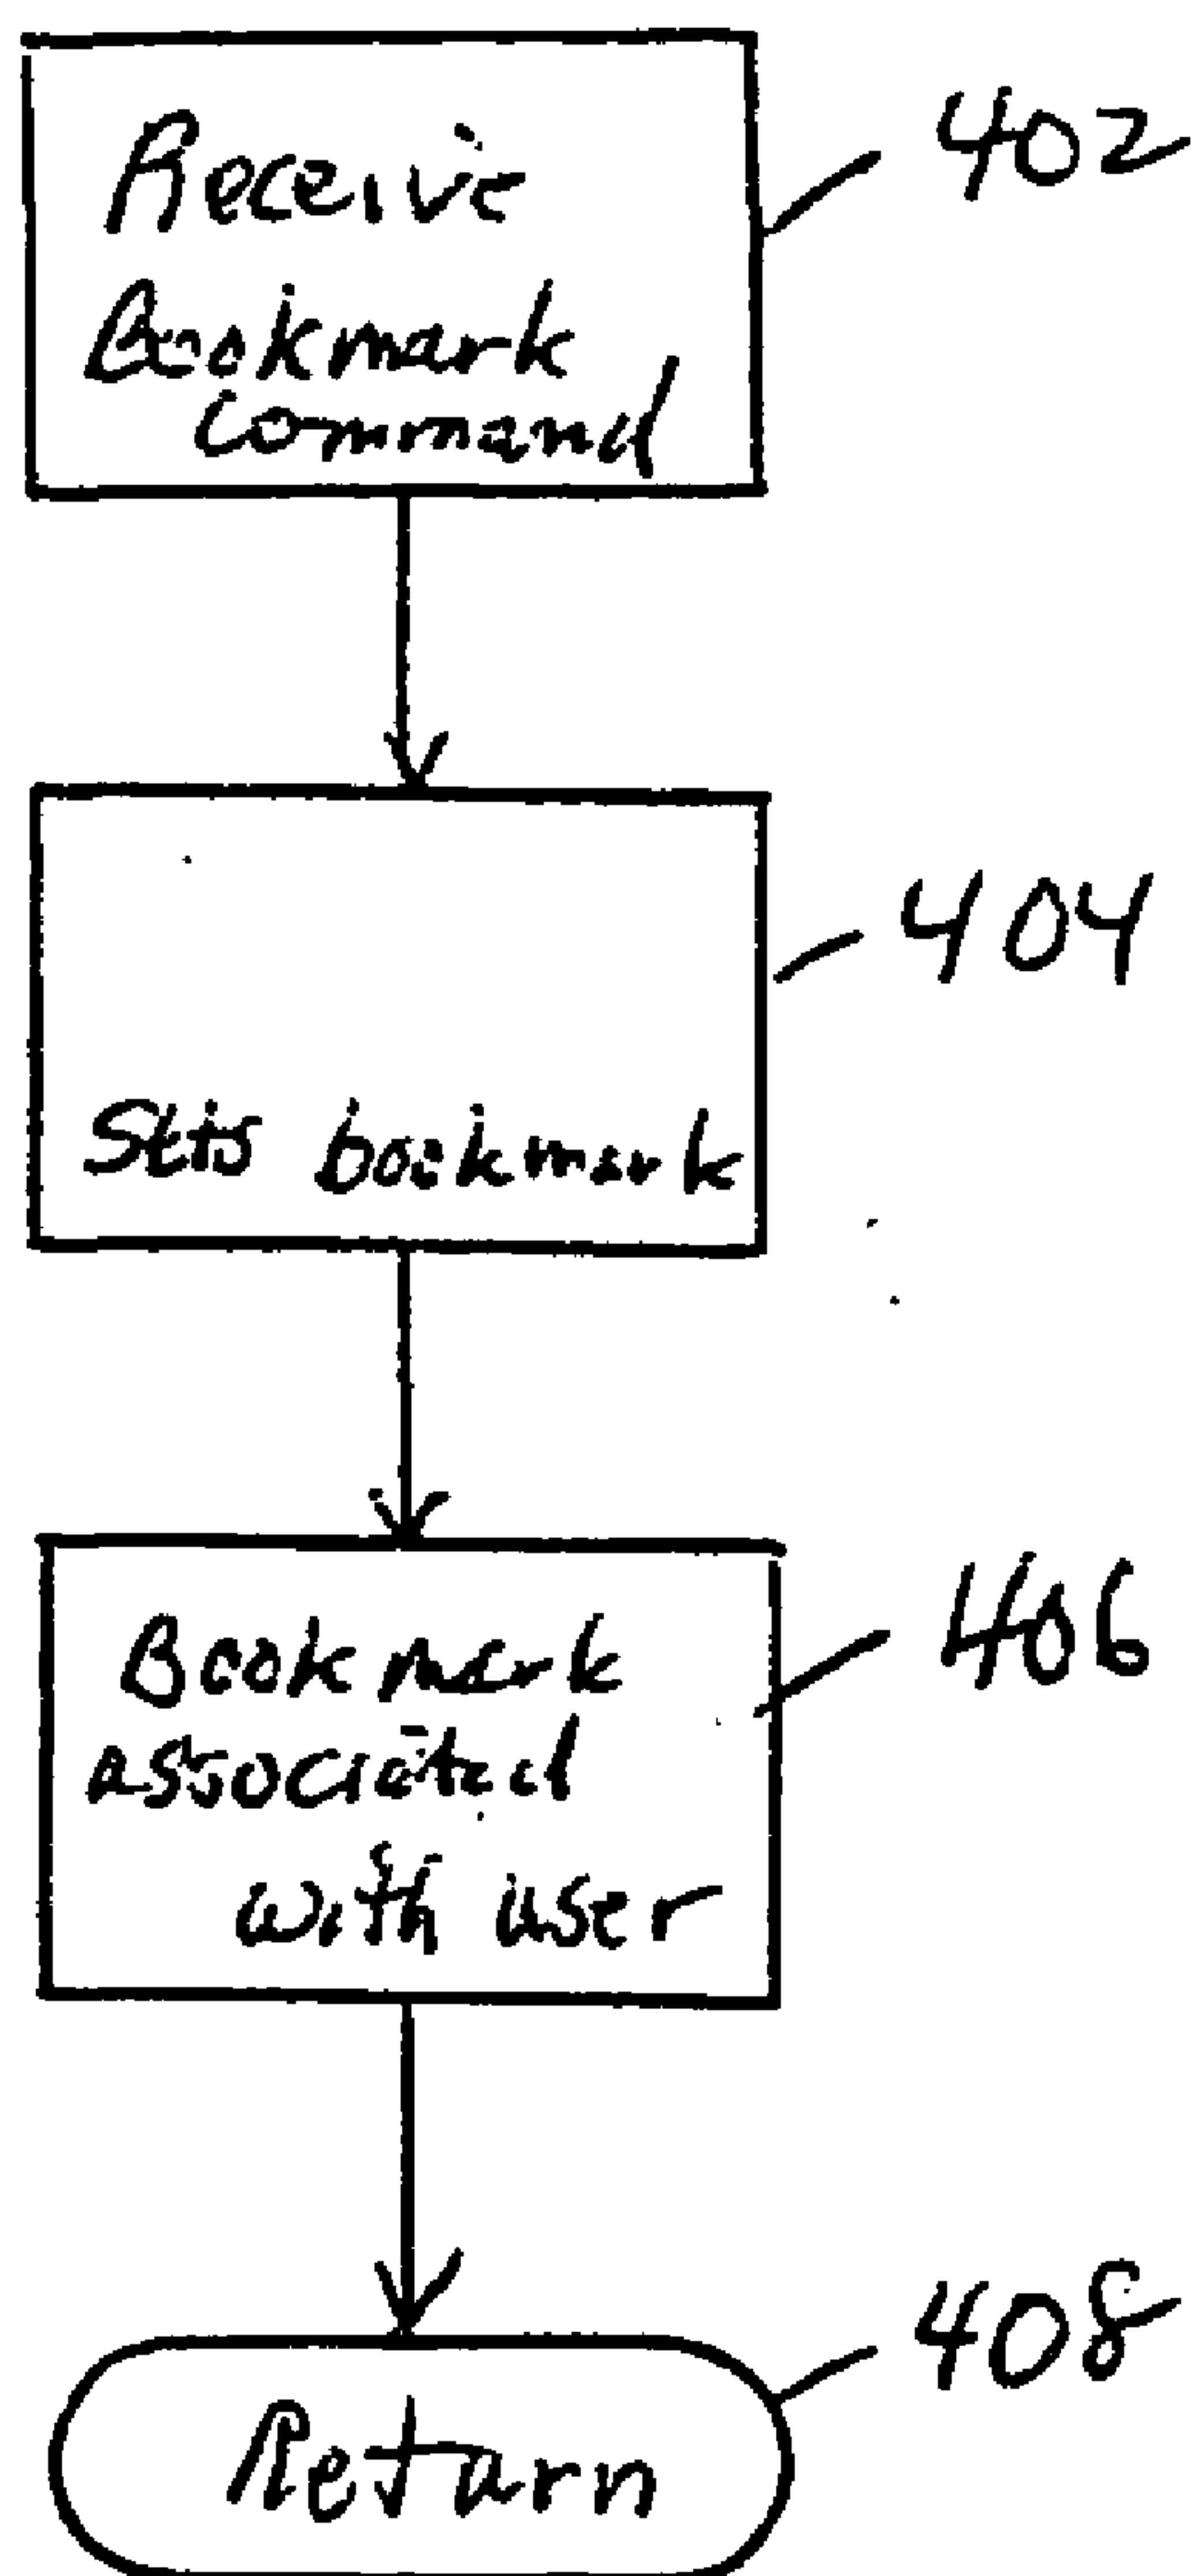 Receive
402
Bookmark
Command
404
Sets bookmark
Bookmark
406
associated
with user
408
Return